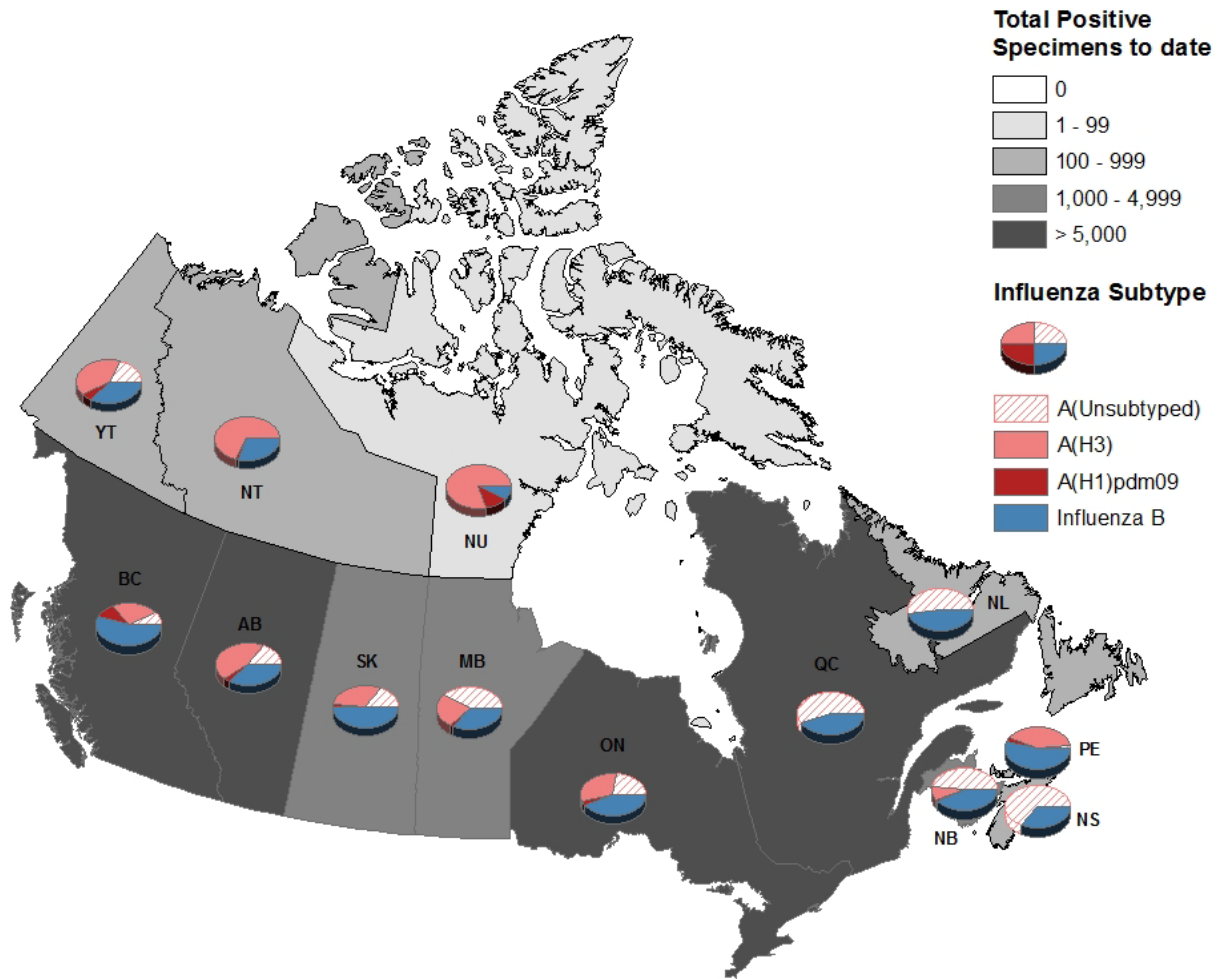 Total Positive
Specimens to date
0
1 - 99
100 - 999
1,000 - 4,999
> 5,000
Influenza Subtype
A(Unsubtyped)
A(H3)
A(H1)pdm09
Influenza B
YT
NT
NU
BC
AB
SK
MB
ON
QC
NL
PE
NB
NS